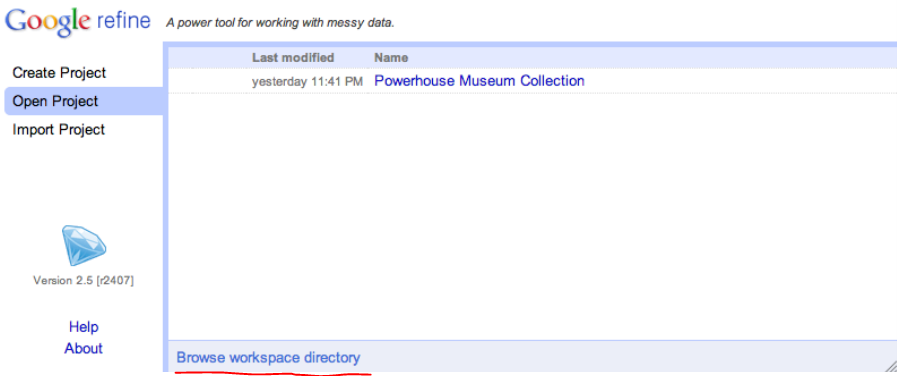 Google refine A power tool for working with messy data.
Create Project
Open Project
Import Project
Version 2.5 [r2407]
Help
About
Last modified Name
yesterday 11:41 PM Powerhouse Museum Collection
Browse workspace directory